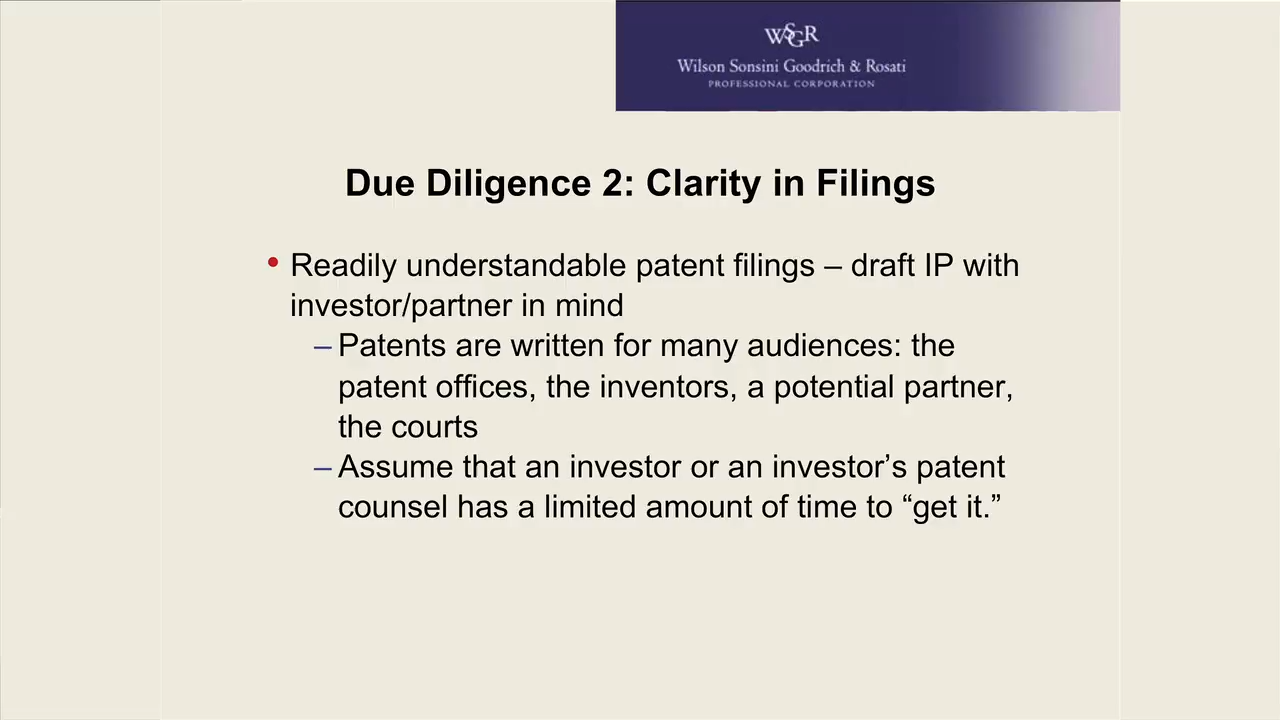 WSGR
Wilson Sonsini Goodrich & Rosati
PROFESSIONAL CORPORATION
Due Diligence 2: Clarity in Filings
• Readily understandable patent filings – draft IP with
investor/partner in mind
– Patents are written for many audiences: the
patent offices, the inventors, a potential partner,
the courts
– Assume that an investor or an investor’s patent
counsel has a limited amount of time to “get it.”